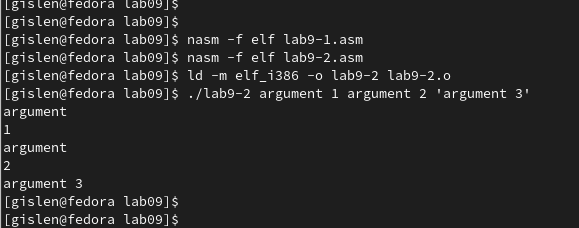 [gislen@fedora lab09]$
[gislen@fedora lab09]$
[gislen@fedora lab09]$ nasm -f elf lab9-1.asm
[gislen@fedora lab09]$ nasm -f elf lab9-2.asm
[gislen@fedora lab09]$ ld -m elf_i386 -o lab9-2 lab9-2.o
[gislen@fedora lab09]$ ./lab9-2 argument 1 argument 2 'argument 3'
argument
1
argument
2
argument 3
[gislen@fedora lab09]$
[gislen@fedora lab09]$